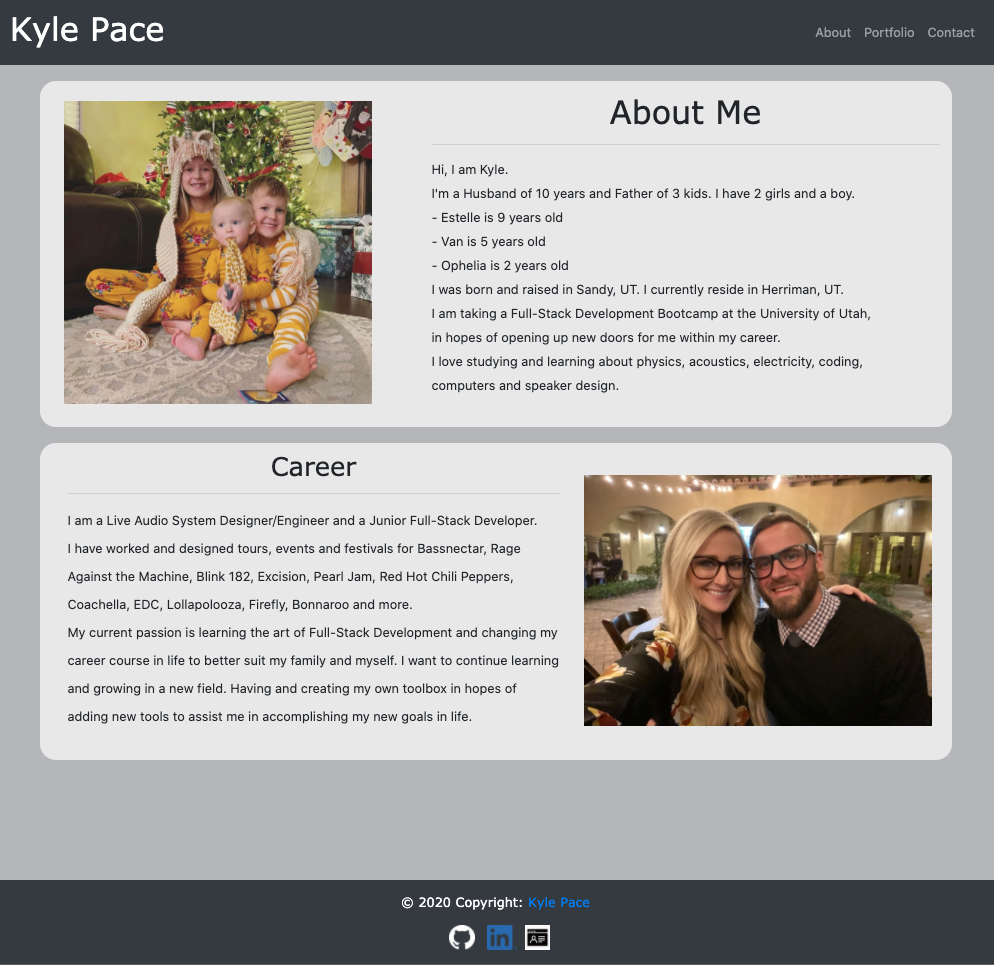 Kyle Pace
About Portfolio Contact
About Me
Hi, I am Kyle.
I'm a Husband of 10 years and Father of 3 kids. I have 2 girls and a boy.
- Estelle is 9 years old
- Van is 5 years old
- Ophelia is 2 years old
I was born and raised in Sandy, UT. I currently reside in Herriman, UT.
I am taking a Full-Stack Development Bootcamp at the University of Utah,
in hopes of opening up new doors for me within my career.
I love studying and learning about physics, acoustics, electricity, coding,
computers and speaker design.
Career
I am a Live Audio System Designer/Engineer and a Junior Full-Stack Developer.
I have worked and designed tours, events and festivals for Bassnectar, Rage
Against the Machine, Blink 182, Excision, Pearl Jam, Red Hot Chili Peppers,
Coachella, EDC, Lollapolooza, Firefly, Bonnaroo and more.
My current passion is learning the art of Full-Stack Development and changing my
career course in life to better suit my family and myself. I want to continue learning
and growing in a new field. Having and creating my own toolbox in hopes of
adding new tools to assist me in accomplishing my new goals in life.
© 2020 Copyright: Kyle Pace
in